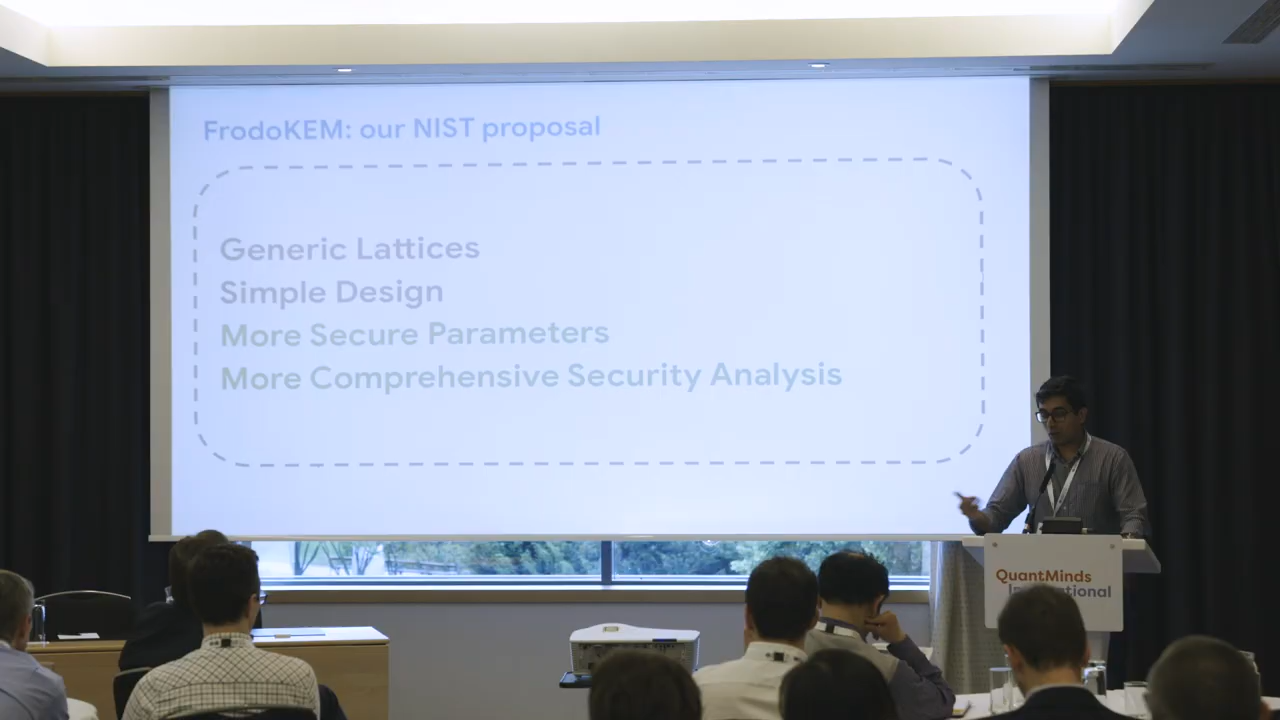 FrodoKEM: our NIST proposal
Generic Lattices
Simple Design
More Secure Parameters
More Comprehensive Security Analysis
QuantMinds